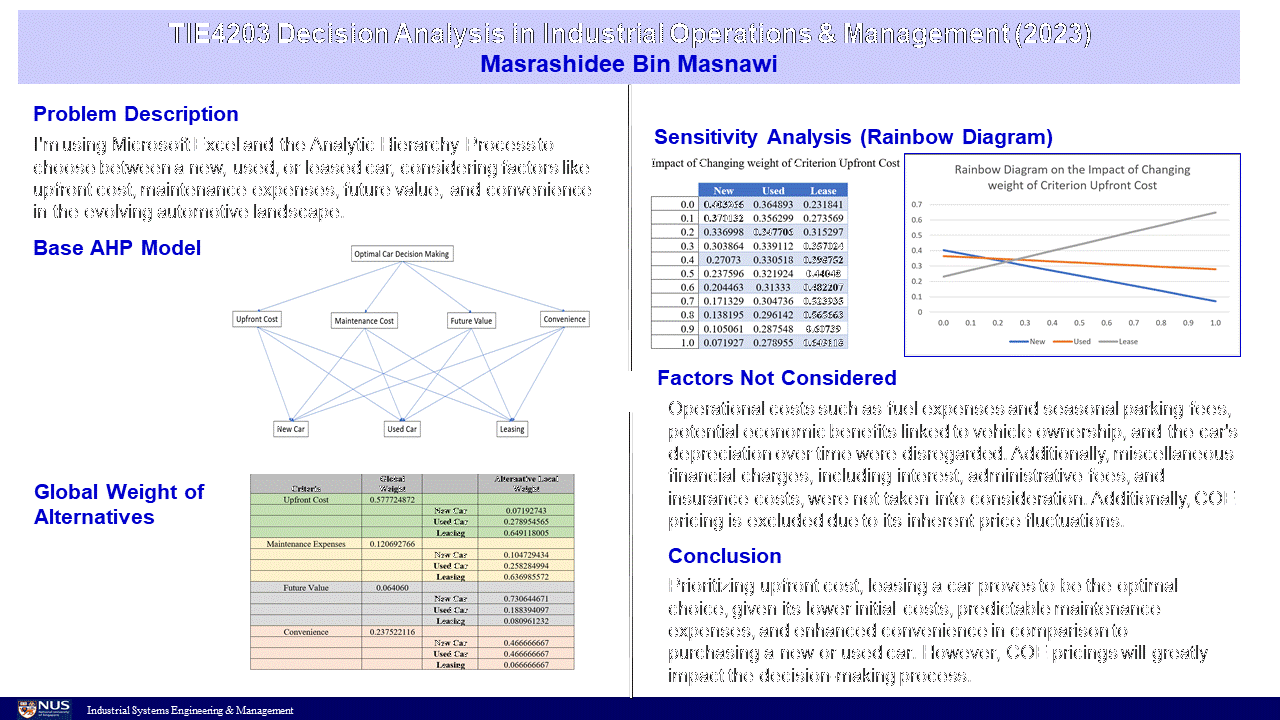 TIE4203 Decision Analysis in Industrial Operations & Management (2023)
Masrashidee Bin Masnawi
Problem Description
I'm using Microsoft Excel and the Analytic Hierarchy Process to
choose between a new, used, or leased car, considering factors like
upfront cost, maintenance expenses, future value, and convenience
in the evolving automotive landscape.
Base AHP Model
Optimal Car Decision Making
Upfront Cost
Maintenance Cost
Future Value
Convenience
New Car
Used Car
Leasing
Global Weight of
Alternatives
Criteria Global Weight Alternative Local Weight
Upfront Cost 0.577724872
New Car 0.07192743
Used Car 0.278954565
Leasing 0.649118005
Maintenance Expenses 0.120692766
New Car 0.104729434
Used Car 0.258284994
Leasing 0.636985572
Future Value 0.064060
New Car 0.730644671
Used Car 0.188394097
Leasing 0.080961232
Convenience 0.237522116
New Car 0.466666667
Used Car 0.466666667
Leasing 0.066666667
Sensitivity Analysis (Rainbow Diagram)
Impact of Changing weight of Criterion Upfront Cost
New Used Lease
0.0 0.364893 0.231841
0.1 0.370132 0.356299 0.273569
0.2 0.336998 0.347706 0.315297
0.3 0.303864 0.339112 0.357024
0.4 0.27073 0.330518 0.398752
0.5 0.237596 0.321924 0.44048
0.6 0.204463 0.31333 0.482207
0.7 0.171329 0.304736 0.523935
0.8 0.138195 0.296142 0.565663
0.9 0.105061 0.287548 0.60739
1.0 0.071927 0.278955 0.649118
Rainbow Diagram on the Impact of Changing
weight of Criterion Upfront Cost
0.7
0.6
0.5
0.4
0.3
0.2
0.1
0
0.0 0.1 0.2 0.3 0.4 0.5 0.6 0.7 0.8 0.9 1.0
New Used Lease
Factors Not Considered
Operational costs such as fuel expenses and seasonal parking fees,
potential economic benefits linked to vehicle ownership, and the car's
depreciation over time were disregarded. Additionally, miscellaneous
financial charges, including interest, administrative fees, and
insurance costs, were not taken into consideration. Additionally, COE
pricing is excluded due to its inherent price fluctuations.
Conclusion
Prioritizing upfront cost, leasing a car proves to be the optimal
choice, given its lower initial costs, predictable maintenance
expenses, and enhanced convenience in comparison to
purchasing a new or used car. However, COE pricings will greatly
impact the decision-making process.
NUS
National University
of Singapore
Industrial Systems Engineering & Management